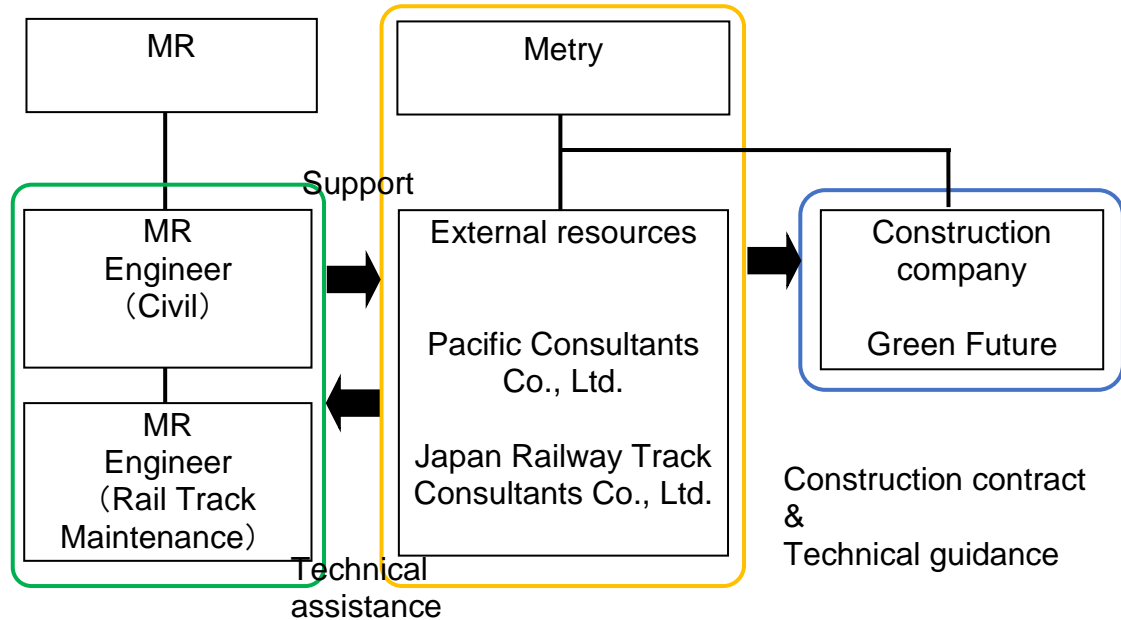 MR
Metry
Support
MR
Engineer
（Civil）
External resources
Pacific Consultants
Co., Ltd.
Japan Railway Track
Consultants Co., Ltd.
Construction
company
Green Future
MR
Engineer
（Rail Track
Maintenance）
Technical
assistance
Construction contract
&
Technical guidance